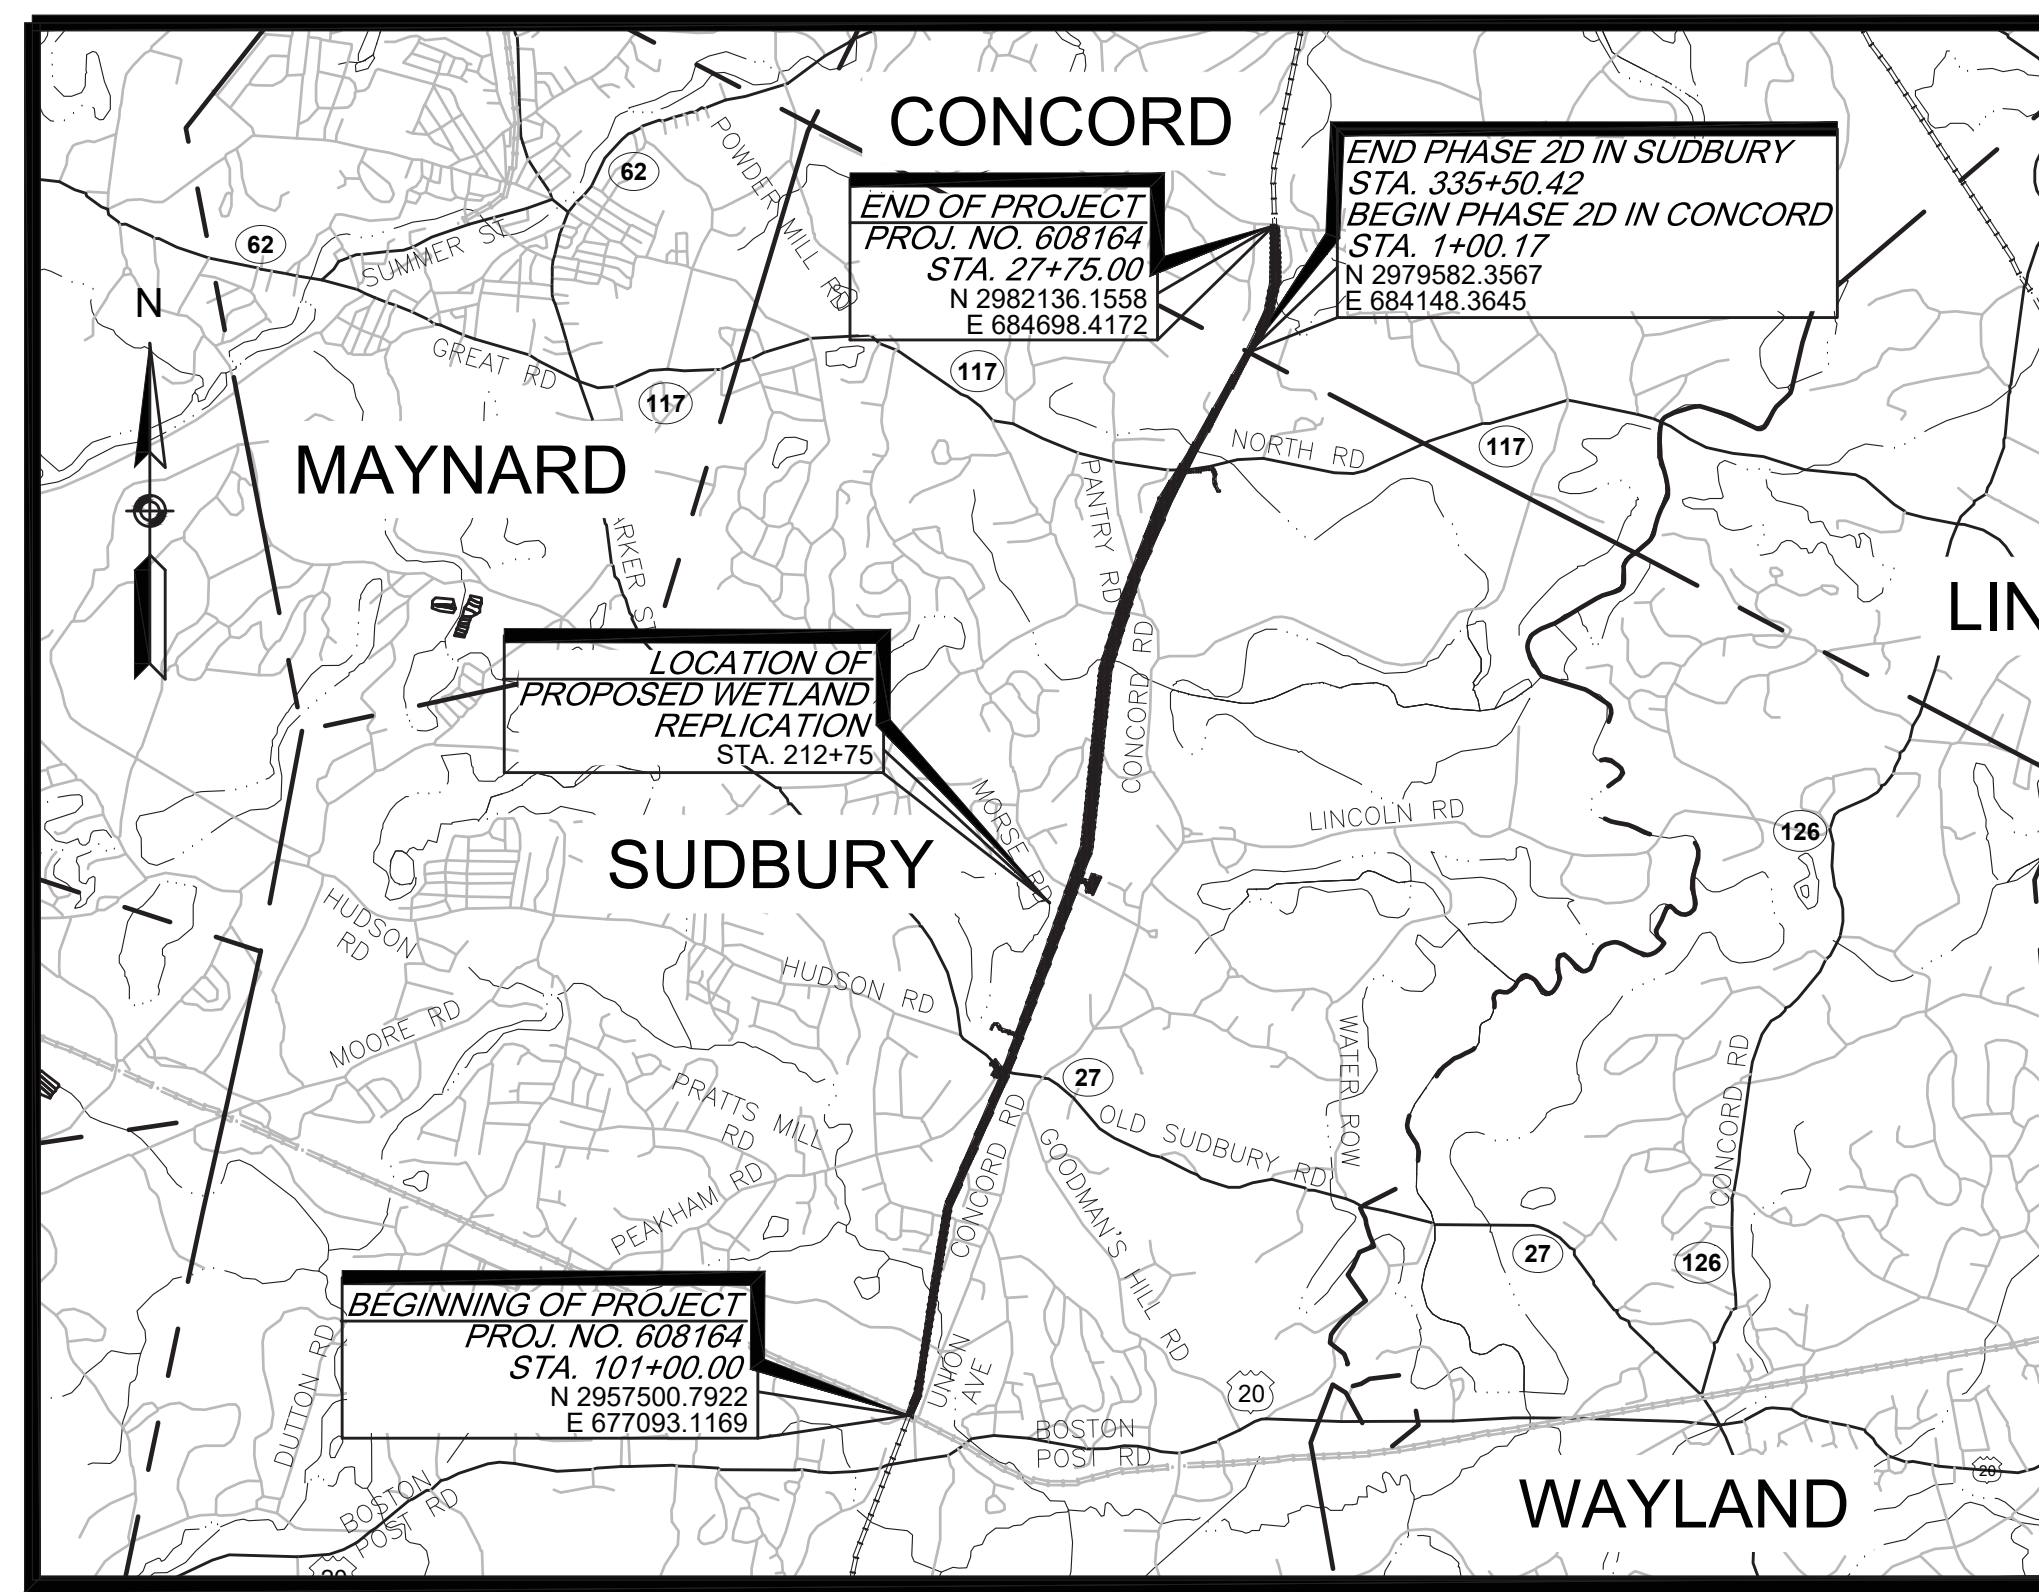 CONCORD
END PHASE 2D IN SUDBURY
STA. 335+50.42
BEGIN PHASE 2D IN CONCORD
STA. 1+00.17
N 2979582.3567
E 684148.3645
END OF PROJECT
PROJ. NO. 608164
STA. 27+75.00
N 2982136.1558
E 684698.4172
POWDER MILL RD
62
62
SUMMER ST
N
GREAT RD
117
117
117
NORTH RD
MAYNARD
PANTRY RD
ARKER ST
LIN
LOCATION OF
PROPOSED WETLAND
REPLICATION
STA. 212+75
CONCORD RD
MORSE RD
LINCOLN RD
126
SUDBURY
HUDSON
RD
HUDSON RD
MOORE RD
WATER ROW
CONCORD RD
27
PRATTS MILL
RD
OLD SUDBURY RD
CONCORD RD
GOODMAN'S HILL RD
PEAKHAM RD
27
126
BEGINNING OF PROJECT
PROJ. NO. 608164
STA. 101+00.00
N 2957500.7922
E 677093.1169
DUTTON RD
UNION
AVE
20
BOSTON
POST RD
20
BOSTON
POST RD
WAYLAND
20